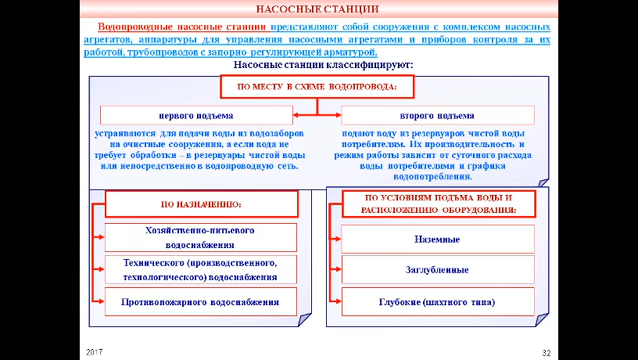 НАСОСНЫЕ СТАНЦИИ
Водопроводные насосные станции представляют собой сооружения с комплексом насосных
агрегатов, аппаратуры для управления насосными агрегатами и приборов контроля за их
работой, трубопроводов с запорно-регулирующей арматурой.
Насосные станции классифицируют:
ПО МЕСТУ В СХЕМЕ ВОДОПРОВОДА:
первого подъема
устраиваются для подачи воды из водозаборов
на очистные сооружения, а если вода не
требует обработки – в резервуары чистой воды
или непосредственно в водопроводную сеть.
второго подъема
подают воду из резервуаров чистой воды
потребителям. Их производительность и
режим работы зависит от суточного расхода
воды потребителями и графика
водопотребления.
ПО НАЗНАЧЕНИЮ:
Хозяйственно-питьевого
водоснабжения
Технического (производственного,
технологического) водоснабжения
Противопожарного водоснабжения
ПО УСЛОВИЯМ ПОДЪМА ВОДЫ И
РАСПОЛОЖЕНИЮ ОБОРУДОВАНИЯ:
Наземные
Заглубленные
Глубокие (шахтного типа)
2017
32